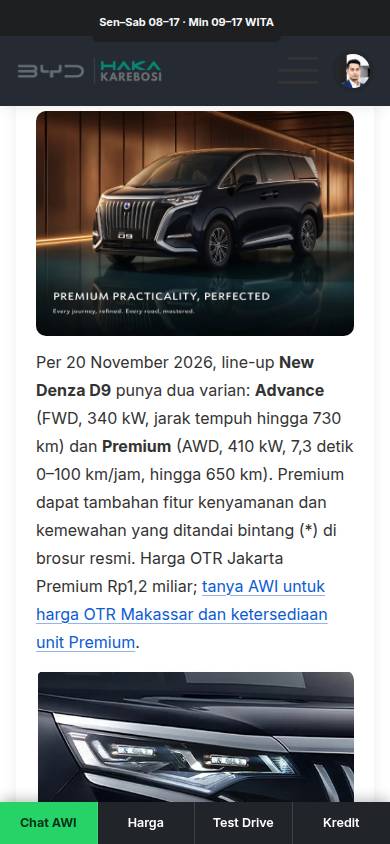 Sen–Sab 08–17 · Min 09–17 WITA
BYD
HAKA
KAREBOSI
D9
PREMIUM PRACTICALITY, PERFECTED
Every journey, refined. Every road, mastered.
Per 20 November 2026, line-up New
Denza D9 punya dua varian: Advance
(FWD, 340 kW, jarak tempuh hingga 730
km) dan Premium (AWD, 410 kW, 7,3 detik
0–100 km/jam, hingga 650 km). Premium
dapat tambahan fitur kenyamanan dan
kemewahan yang ditandai bintang (*) di
brosur resmi. Harga OTR Jakarta
Premium Rp1,2 miliar; tanya AWI untuk
harga OTR Makassar dan ketersediaan
unit Premium.
Chat AWI
Harga
Test Drive
Kredit